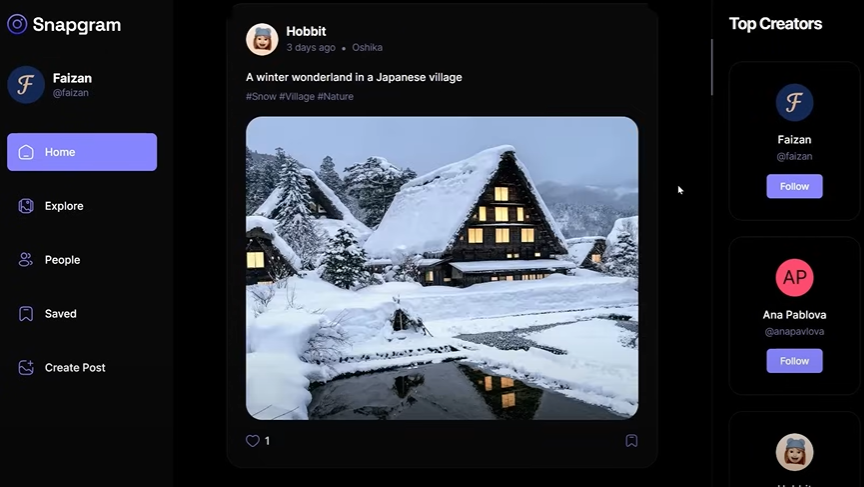 Snapgram
Faizan
@faizan
Home
Explore
People
Saved
Create Post
Hobbit
3 days ago • Oshika
A winter wonderland in a Japanese village
#Snow #Village #Nature
1
Top Creators
Faizan
@faizan
Follow
AP
Ana Pablova
@anapavlova
Follow